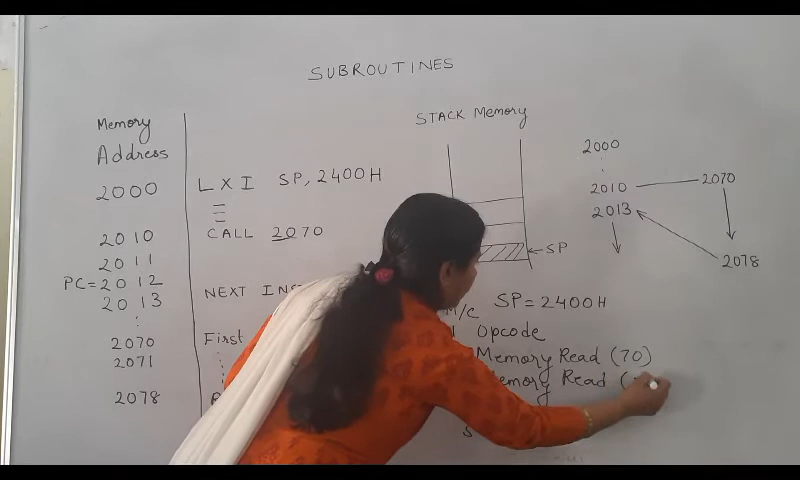 SUBROUTINES
Memory
Address
2000
2010
2011
PC=2012
2013
2070
2071
2078
LXI SP, 2400H
CALL 2070
NEXT
First
STACK Memory
SP
2000
2010
2013
2070
2078
M/C SP=2400H
Opcode
Memory Read (70)
Memory Read (
S